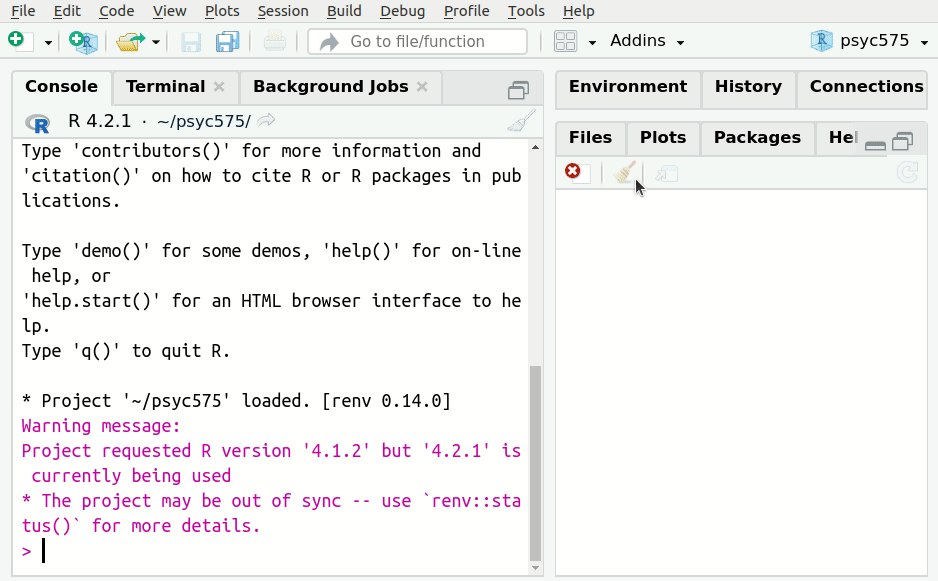 File Edit Code View Plots Session Build Debug Profile Tools Help
Go to file/function Addins psyc575
Console Terminal Background Jobs
R 4.2.1 · ~/psyc575/
Type 'contributors()' for more information and
'citation()' on how to cite R or R packages in pub
lications.
Type 'demo()' for some demos, 'help()' for on-line
 help, or
'help.start()' for an HTML browser interface to he
lp.
Type 'q()' to quit R.
* Project '~/psyc575' loaded. [renv 0.14.0]
Warning message:
Project requested R version '4.1.2' but '4.2.1' is
 currently being used
* The project may be out of sync -- use `renv::sta
tus()` for more details.
>
Environment History Connections
Files Plots Packages Hel